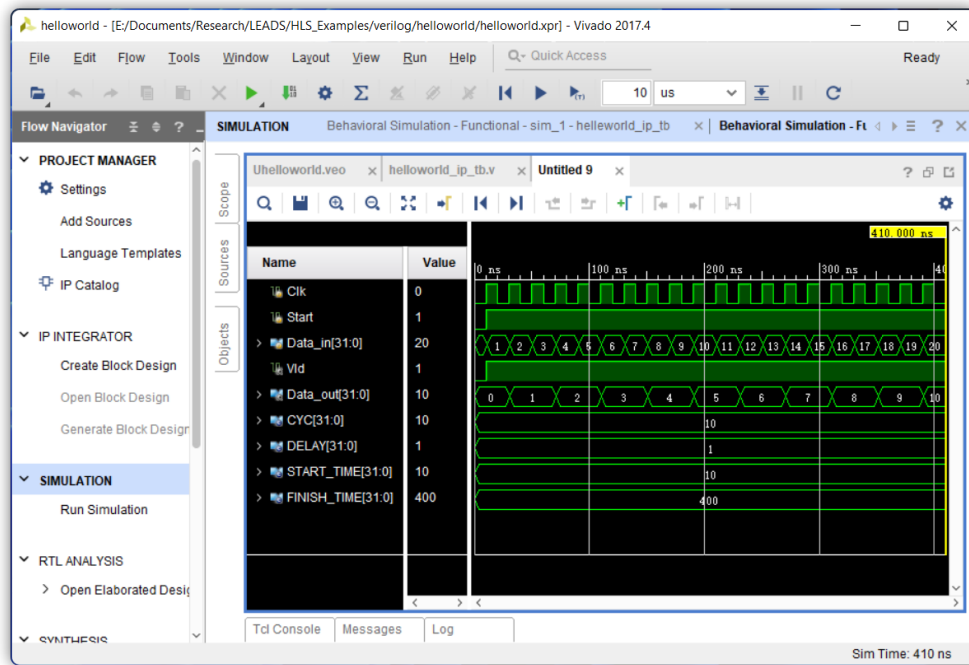 helloworld - [E:/Documents/Research/LEADS/HLS_Examples/verilog/helloworld/helloworld.xpr] - Vivado 2017.4
File Edit Flow Tools Window Layout View Run Help Q- Quick Access Ready
10 us
Flow Navigator
SIMULATION Behavioral Simulation - Functional - sim_1 - helleworld_ip_tb Behavioral Simulation - Fu
PROJECT MANAGER
Settings
Add Sources
Language Templates
IP Catalog
IP INTEGRATOR
Create Block Design
Open Block Design
Generate Block Design
SIMULATION
Run Simulation
RTL ANALYSIS
Open Elaborated Desig
SYNTHESIS
Scope
Sources
Objects
Uhelloworld.veo helloworld_ip_tb.v Untitled 9
410.000 ns
Name Value 0 ns 100 ns 200 ns 300 ns 40
Clk 0
Start 1
Data_in[31:0] 20 1 2 3 4 5 6 7 8 9 10 11 12 13 14 15 16 17 18 19 20
Vld 1
Data_out[31:0] 10 0 1 2 3 4 5 6 7 8 9 10
CYC[31:0] 10 10
DELAY[31:0] 1 1
START_TIME[31:0] 10 10
FINISH_TIME[31:0] 400 400
Tcl Console Messages Log
Sim Time: 410 ns